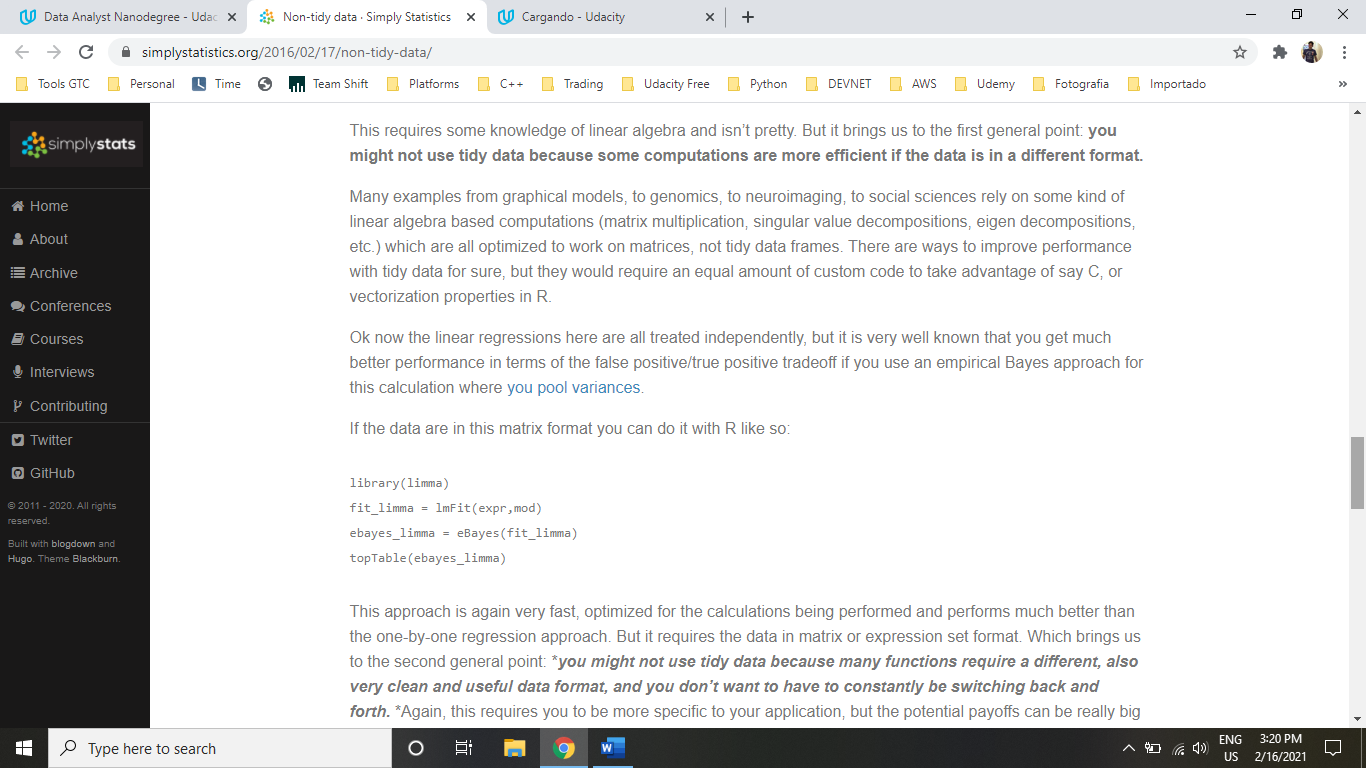 Data Analyst Nanodegree - Udac
Non-tidy data · Simply Statistics
Cargando - Udacity
simplystatistics.org/2016/02/17/non-tidy-data/
Tools GTC
Personal
Time
Team Shift
Platforms
C++
Trading
Udacity Free
Python
DEVNET
AWS
Udemy
Fotografia
Importado
»
simplystats
Home
About
Archive
Conferences
Courses
Interviews
Contributing
Twitter
GitHub
© 2011 - 2020. All rights
reserved.
Built with blogdown and
Hugo. Theme Blackburn.
This requires some knowledge of linear algebra and isn’t pretty. But it brings us to the first general point: you
might not use tidy data because some computations are more efficient if the data is in a different format.
Many examples from graphical models, to genomics, to neuroimaging, to social sciences rely on some kind of
linear algebra based computations (matrix multiplication, singular value decompositions, eigen decompositions,
etc.) which are all optimized to work on matrices, not tidy data frames. There are ways to improve performance
with tidy data for sure, but they would require an equal amount of custom code to take advantage of say C, or
vectorization properties in R.
Ok now the linear regressions here are all treated independently, but it is very well known that you get much
better performance in terms of the false positive/true positive tradeoff if you use an empirical Bayes approach for
this calculation where you pool variances.
If the data are in this matrix format you can do it with R like so:
library(limma)
fit_limma = lmFit(expr,mod)
ebayes_limma = eBayes(fit_limma)
topTable(ebayes_limma)
This approach is again very fast, optimized for the calculations being performed and performs much better than
the one-by-one regression approach. But it requires the data in matrix or expression set format. Which brings us
to the second general point: *you might not use tidy data because many functions require a different, also
very clean and useful data format, and you don’t want to have to constantly be switching back and
forth. *Again, this requires you to be more specific to your application, but the potential payoffs can be really big
Type here to search
ENG
US
3:20 PM
2/16/2021